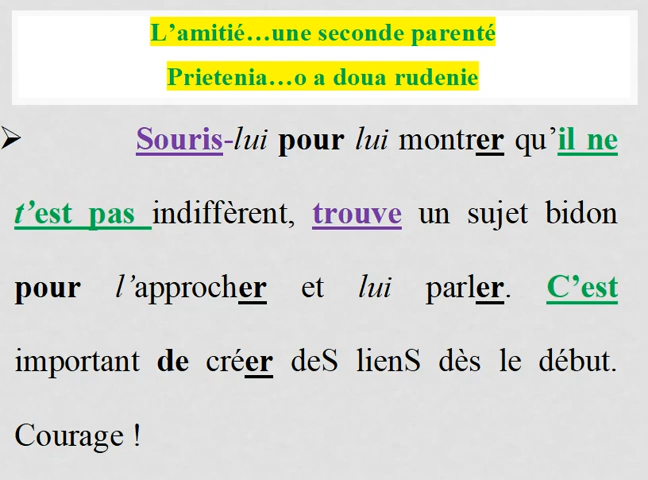 L’amitié…une seconde parenté
Prietenia…o a doua rudenie
➢ Souris-lui pour lui montrer qu’il ne
t’est pas indiffèrent, trouve un sujet bidon
pour l’approcher et lui parler. C’est
important de créer deS lienS dès le début.
Courage !